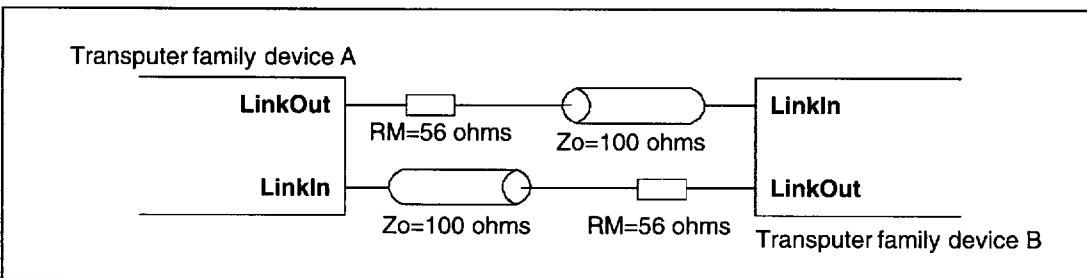 Transputer family device A
LinkOut
LinkIn
RM=56 ohms
Zo=100 ohms
LinkIn
LinkOut
Zo=100 ohms
RM=56 ohms
Transputer family device B